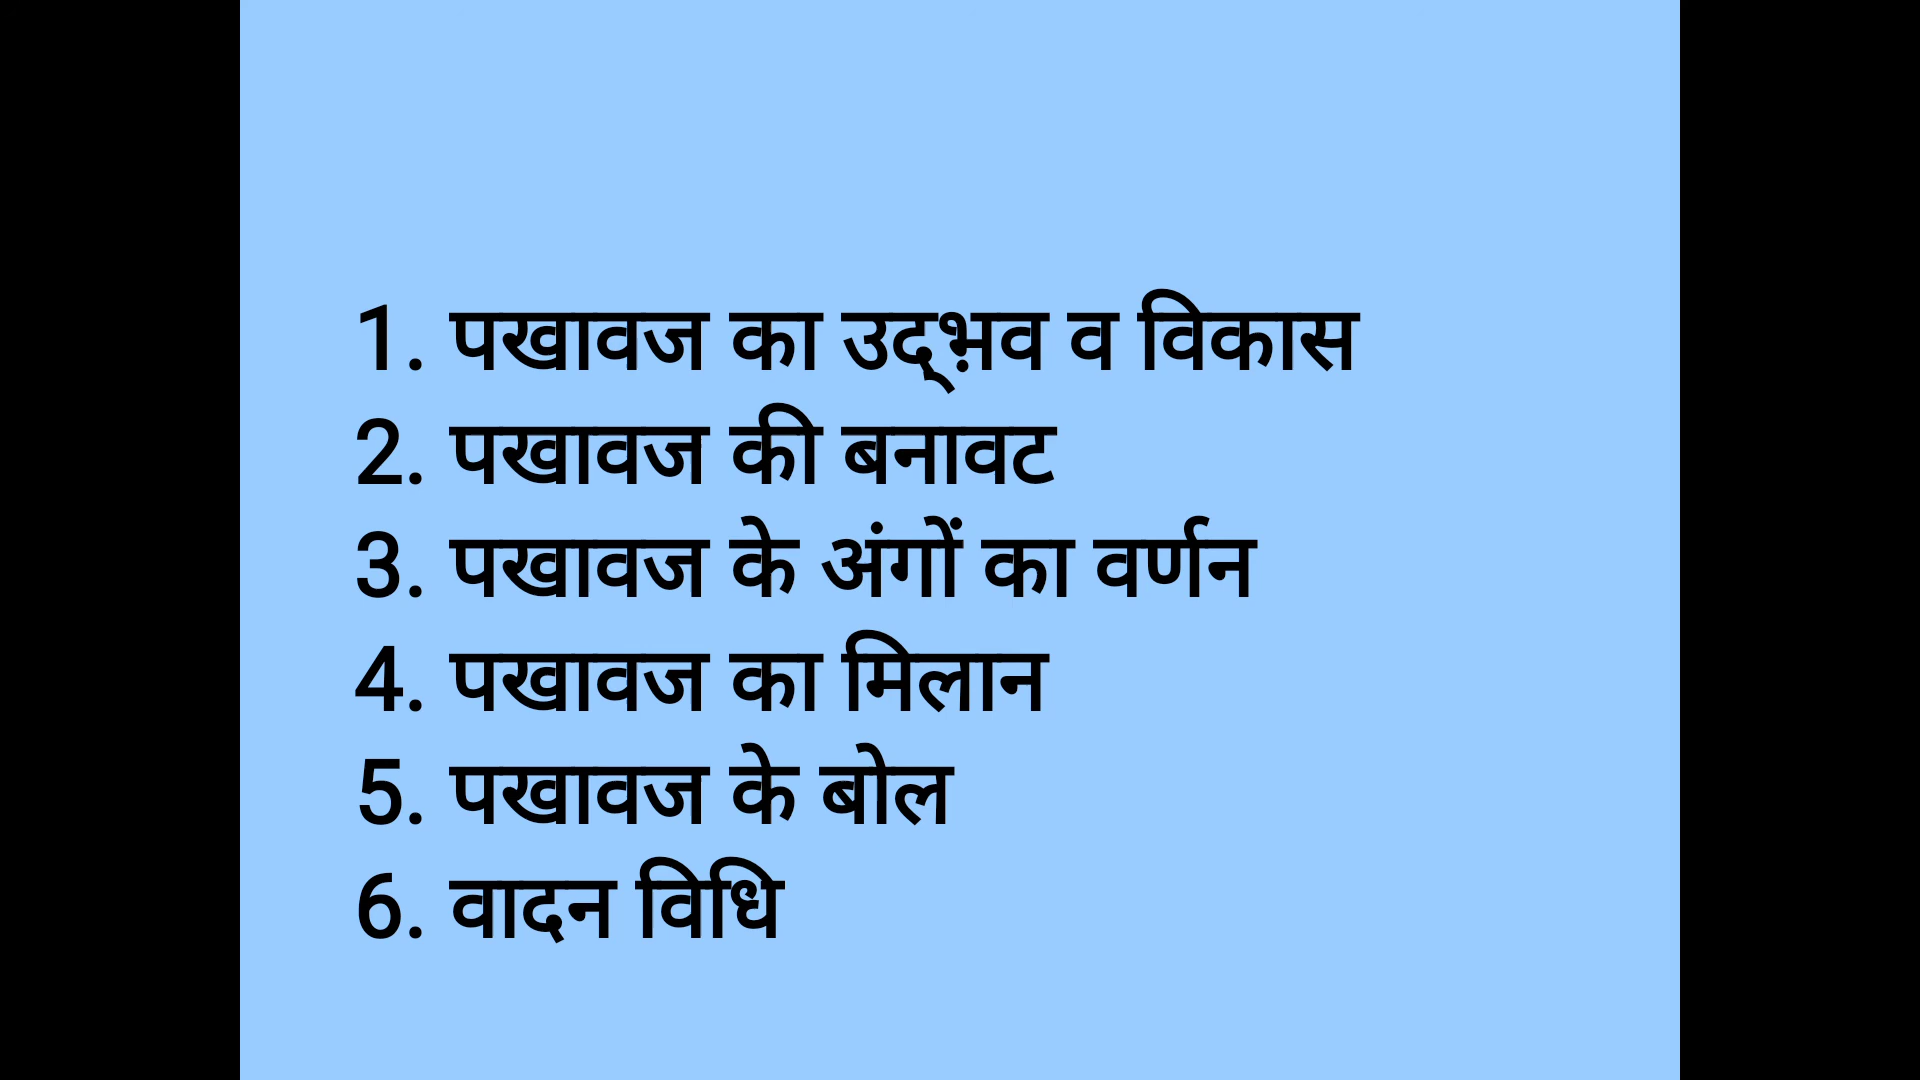 1. पखावज का उद्भ़व व विकास
2. पखावज की बनावट
3. पखावज के अंगों का वर्णन
4. पखावज का मिलान
5. पखावज के बोल
6. वादन विधि